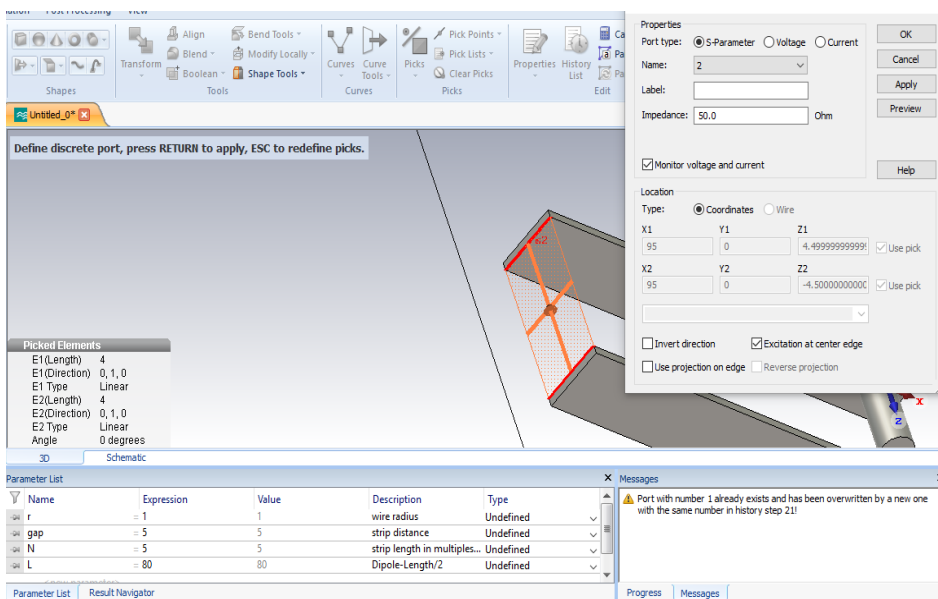 Post Processing View
Align
Blend
Boolean
Transform
Bend Tools
Modify Locally
Shape Tools
Curves
Curve Tools
Picks
Pick Points
Pick Lists
Clear Picks
Properties
History List
Shapes
Tools
Curves
Picks
Edit
Untitled_0*
Define discrete port, press RETURN to apply, ESC to redefine picks.
Properties
Port type: S-Parameter Voltage Current
Name: 2
Label:
Impedance: 50.0 Ohm
Monitor voltage and current
OK
Cancel
Apply
Preview
Help
Location
Type: Coordinates Wire
X1 Y1 Z1
95 0 4.49999999999 Use pick
X2 Y2 Z2
95 0 -4.5000000000 Use pick
Invert direction Excitation at center edge
Use projection on edge Reverse projection
x
z
Picked Elements
E1(Length) 4
E1(Direction) 0, 1, 0
E1 Type Linear
E2(Length) 4
E2(Direction) 0, 1, 0
E2 Type Linear
Angle 0 degrees
3D Schematic
Parameter List
Name Expression Value Description Type
r = 1 1 wire radius Undefined
gap = 5 5 strip distance Undefined
N = 5 5 strip length in multiples... Undefined
L = 80 80 Dipole-Length/2 Undefined
Parameter List Result Navigator
Messages
Port with number 1 already exists and has been overwritten by a new one
with the same number in history step 21!
Progress Messages